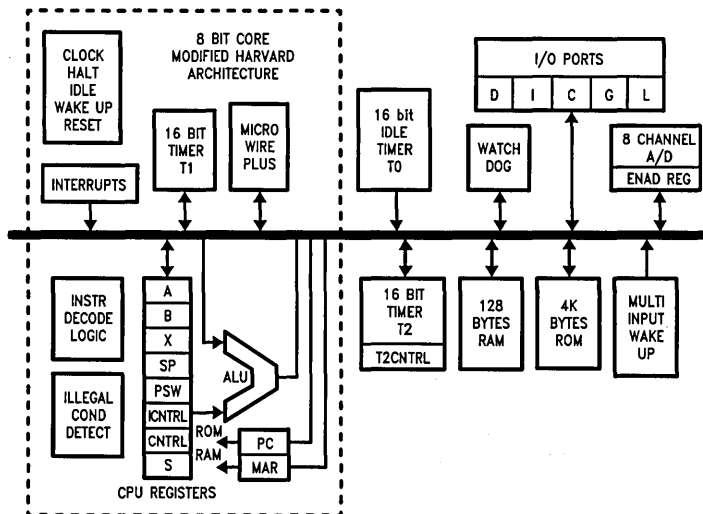 CLOCK
HALT
IDLE
WAKE UP
RESET
8 BIT CORE
MODIFIED HARVARD
ARCHITECTURE
INTERRUPTS
16 BIT
TIMER
T1
MICRO
WIRE
PLUS
16 bit
IDLE
TIMER
T0
WATCH
DOG
I/O PORTS
D I C G L
8 CHANNEL
A/D
ENAD REG
INSTR
DECODE
LOGIC
ILLEGAL
COND
DETECT
A
B
X
SP
PSW
ICNTRL
CNTRL
S
CPU REGISTERS
ALU
ROM
RAM
PC
MAR
16 BIT
TIMER
T2
T2CNTRL
128
BYTES
RAM
4K
BYTES
ROM
MULTI
INPUT
WAKE
UP